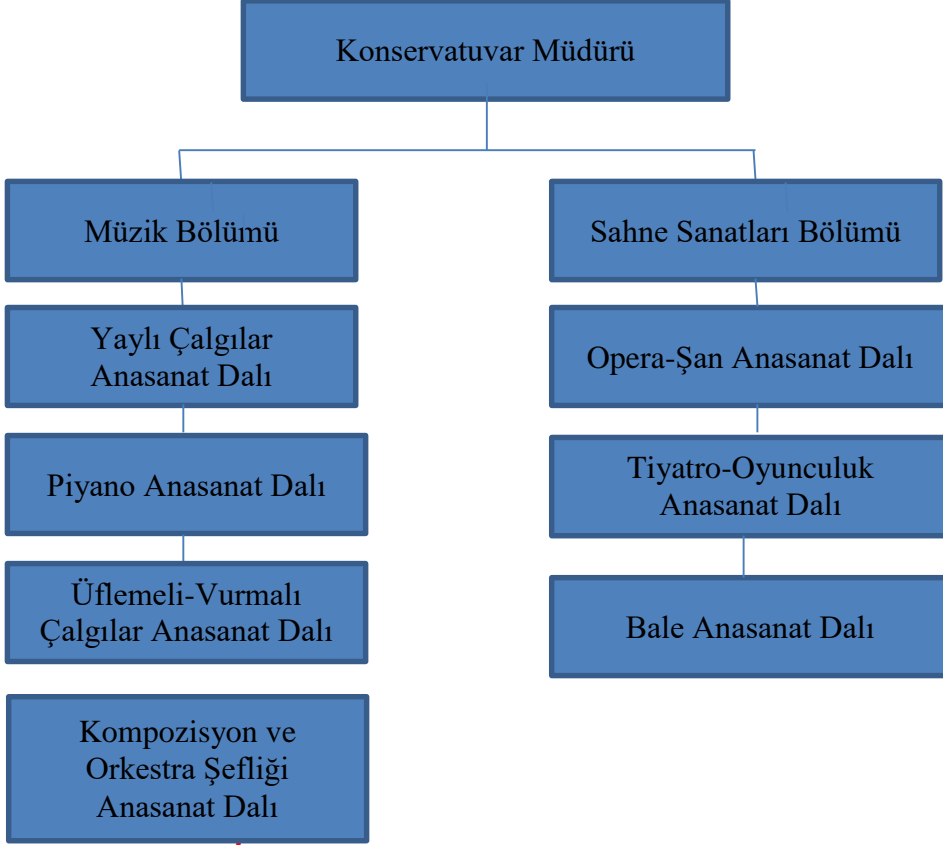 Konservatuvar Müdürü
Müzik Bölümü
Yaylı Çalgılar
Anasanat Dalı
Piyano Anasanat Dalı
Üflemeli-Vurmalı
Çalgılar Anasanat Dalı
Kompozisyon ve
Orkestra Şefliği
Anasanat Dalı
Sahne Sanatları Bölümü
Opera-Şan Anasanat Dalı
Tiyatro-Oyunculuk
Anasanat Dalı
Bale Anasanat Dalı